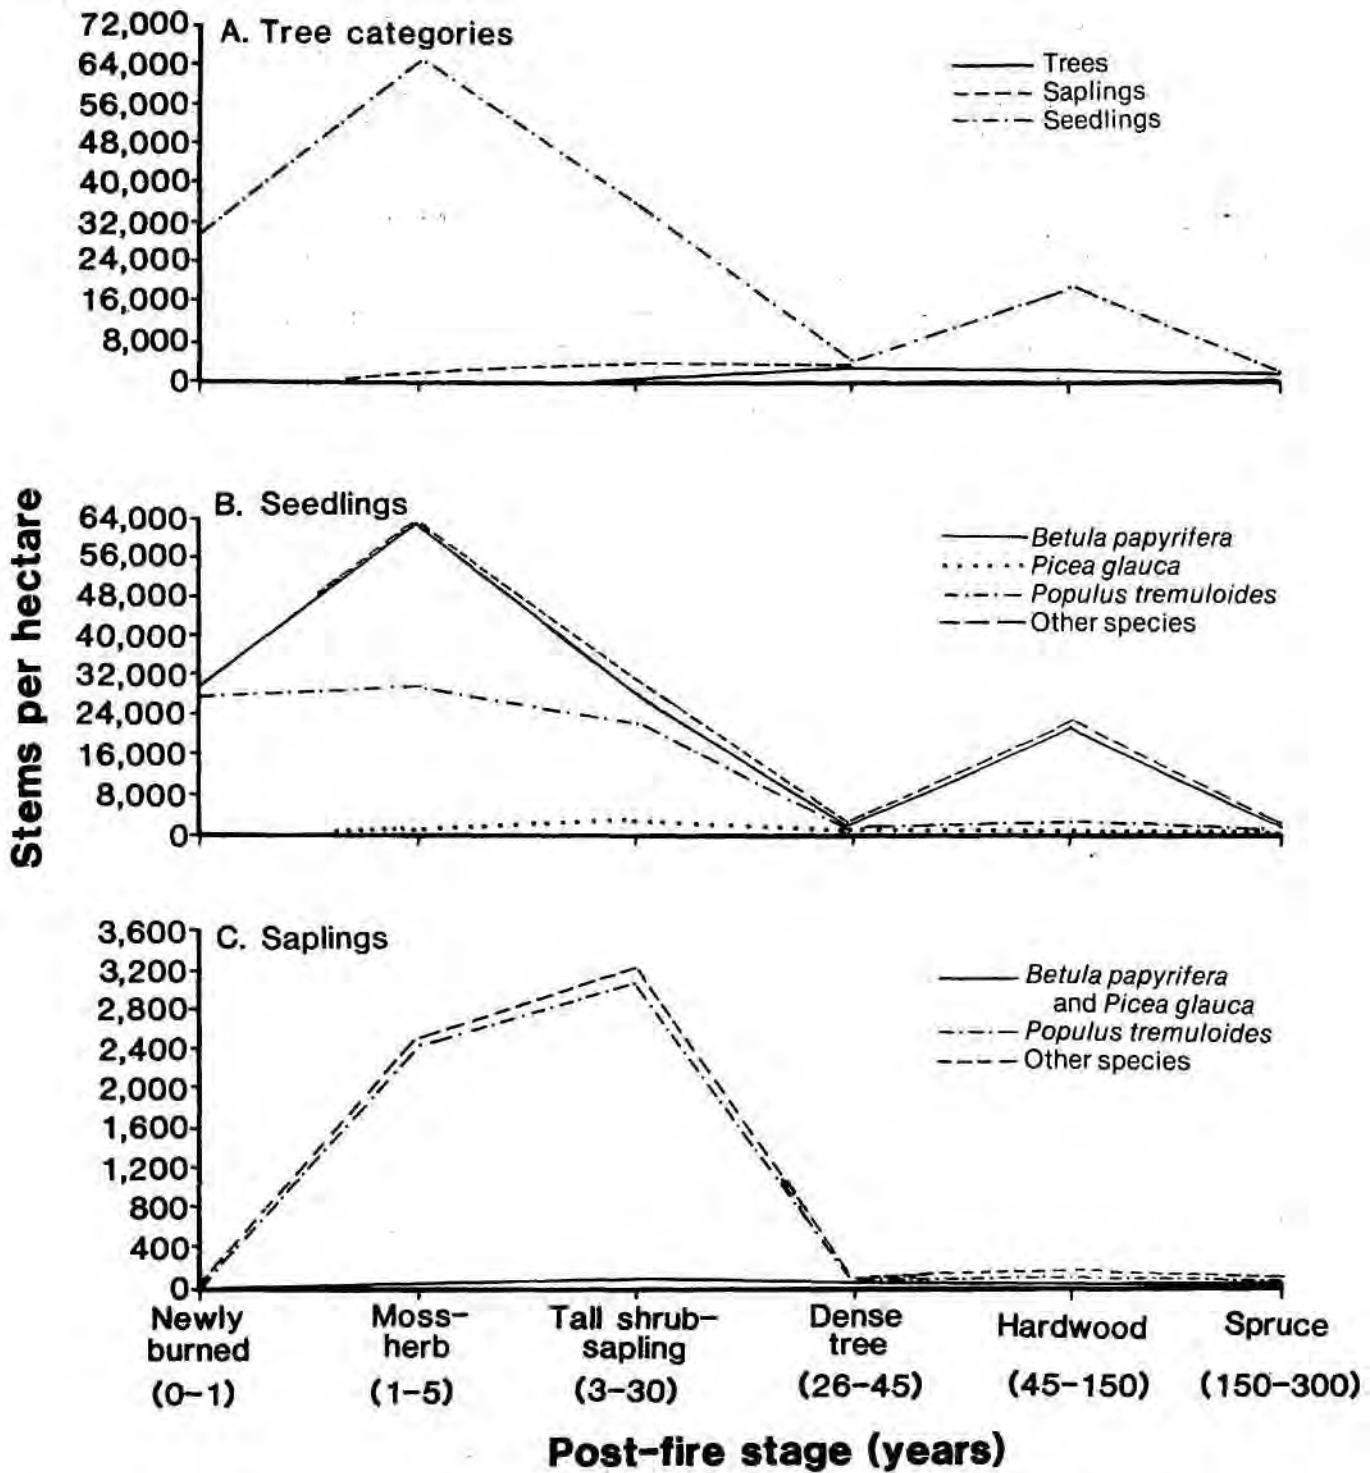 A. Tree categories
72,000
64,000
56,000
48,000
40,000
32,000
24,000
16,000
8,000
0
Trees
Saplings
Seedlings
Stems per hectare
B. Seedlings
64,000
56,000
48,000
40,000
32,000
24,000
16,000
8,000
0
Betula papyrifera
Picea glauca
Populus tremuloides
Other species
C. Saplings
3,600
3,200
2,800
2,400
2,000
1,600
1,200
800
400
0
Betula papyrifera
and Picea glauca
Populus tremuloides
Other species
Newly
burned
(0–1)
Moss–
herb
(1–5)
Tall shrub–
sapling
(3–30)
Dense
tree
(26–45)
Hardwood
(45–150)
Spruce
(150–300)
Post–fire stage (years)